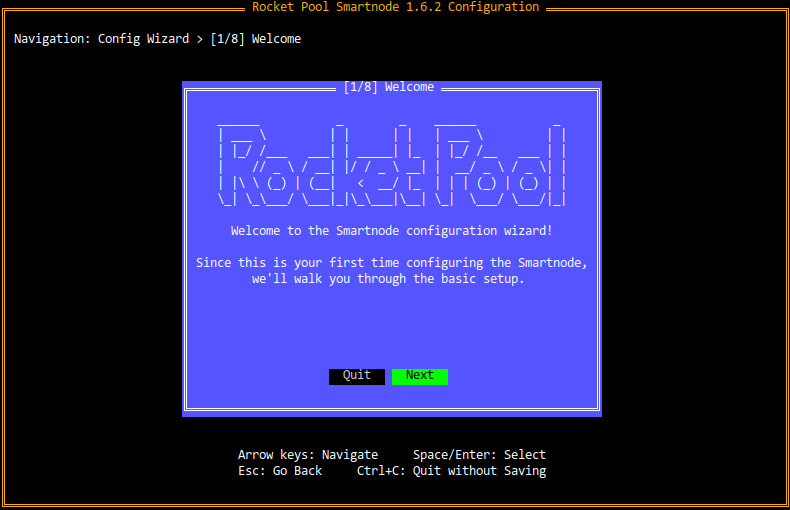 Rocket Pool Smartnode 1.6.2 Configuration
Navigation: Config Wizard > [1/8] Welcome
[1/8] Welcome
Rocket Pool
Welcome to the Smartnode configuration wizard!
Since this is your first time configuring the Smartnode,
we'll walk you through the basic setup.
Quit Next
Arrow keys: Navigate Space/Enter: Select
Esc: Go Back Ctrl+C: Quit without Saving